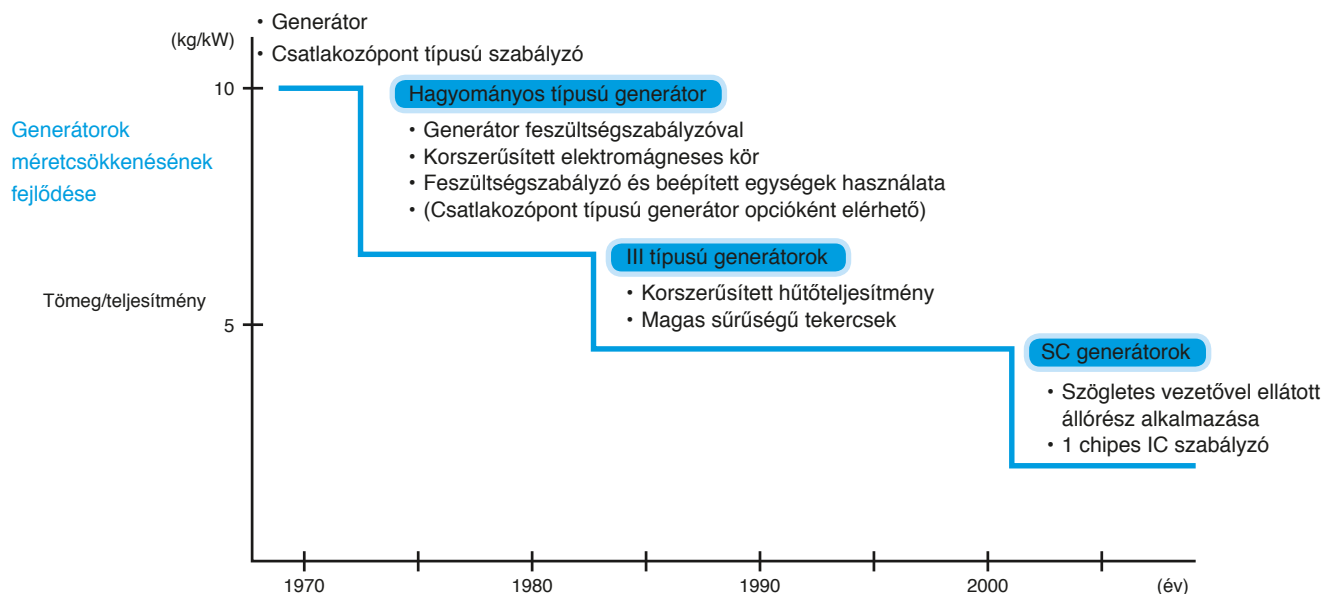 • Generátor
(kg/kW)
• Csatlakozópont típusú szabályzó
10
Hagyományos típusú generátor
Generátorok
méretcsökkenésének
fejlődése
• Generátor feszültségszabályzóval
• Korszerűsített elektromágneses kör
• Feszültségszabályzó és beépített egységek használata
• (Csatlakozópont típusú generátor opcióként elérhető)
III típusú generátorok
• Korszerűsített hűtőteljesítmény
• Magas sűrűségű tekercsek
Tömeg/teljesítmény
5
SC generátorok
• Szögletes vezetővel ellátott
állórész alkalmazása
• 1 chipes IC szabályzó
1970 1980 1990 2000 (év)